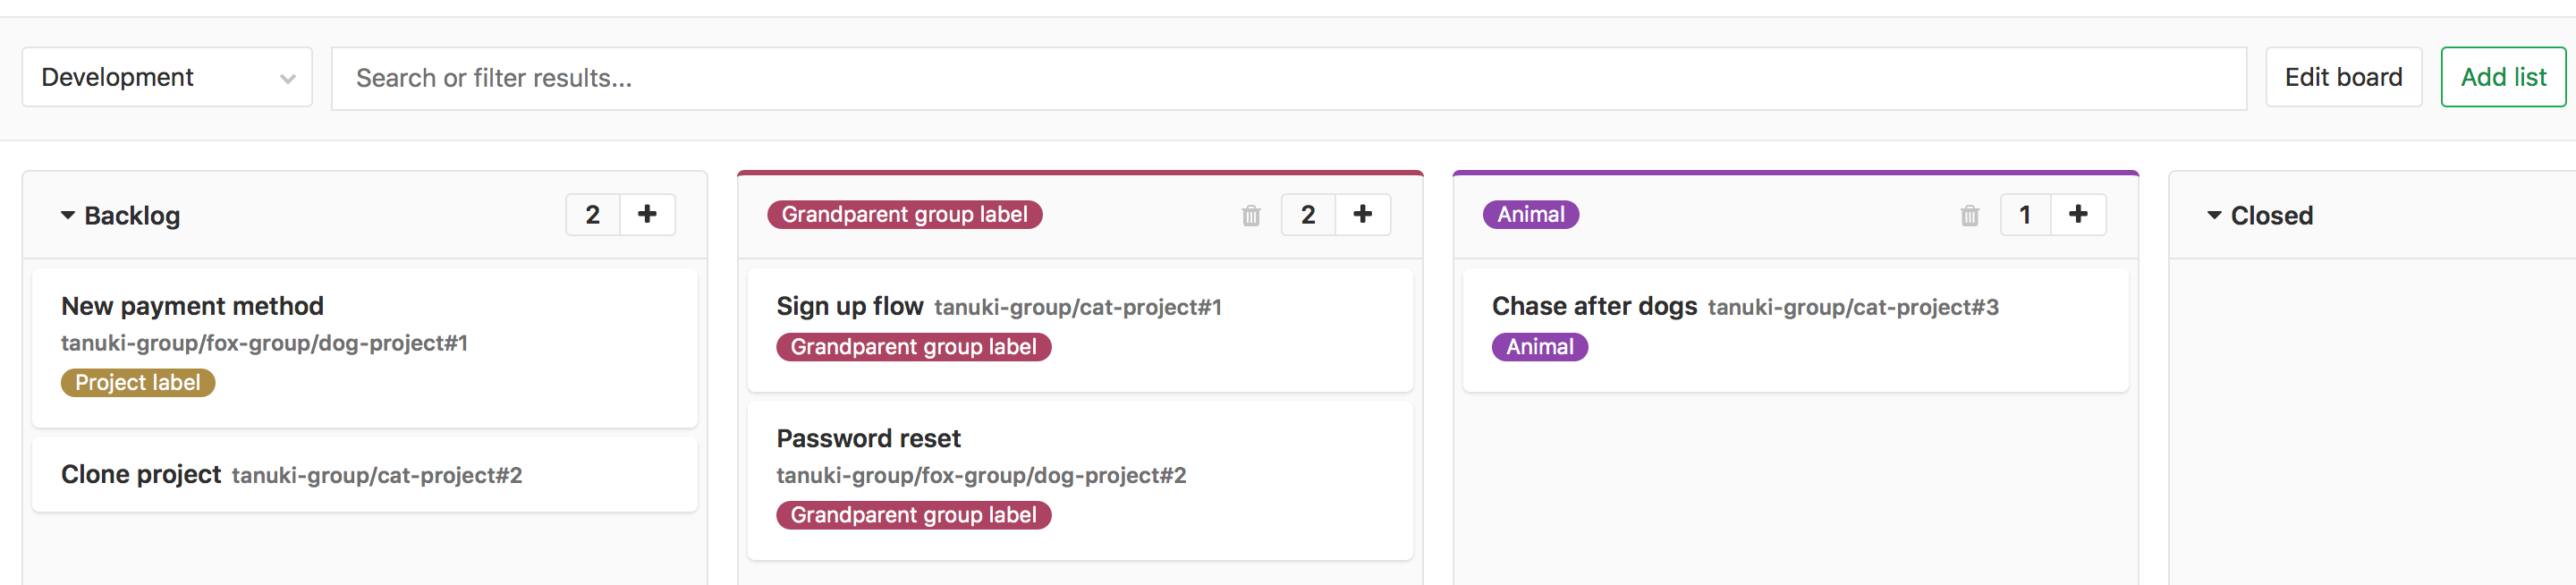 Development
Search or filter results...
Edit board
Add list
Backlog 2
New payment method
tanuki-group/fox-group/dog-project#1
Project label
Clone project tanuki-group/cat-project#2
Grandparent group label 2
Sign up flow tanuki-group/cat-project#1
Grandparent group label
Password reset
tanuki-group/fox-group/dog-project#2
Grandparent group label
Animal 1
Chase after dogs tanuki-group/cat-project#3
Animal
Closed